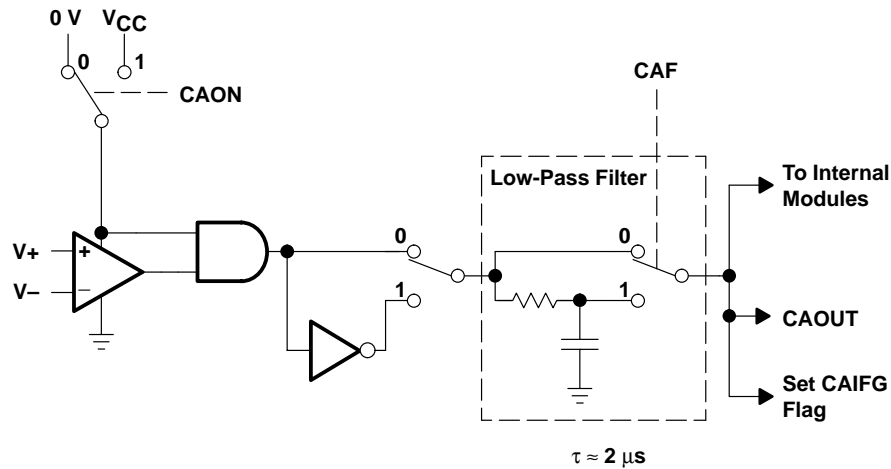 0 V
VCC
0
1
CAON
CAF
Low-Pass Filter
To Internal
Modules
V+
+
V−
−
0
1
0
1
CAOUT
Set CAIFG
Flag
τ ≈ 2 μs